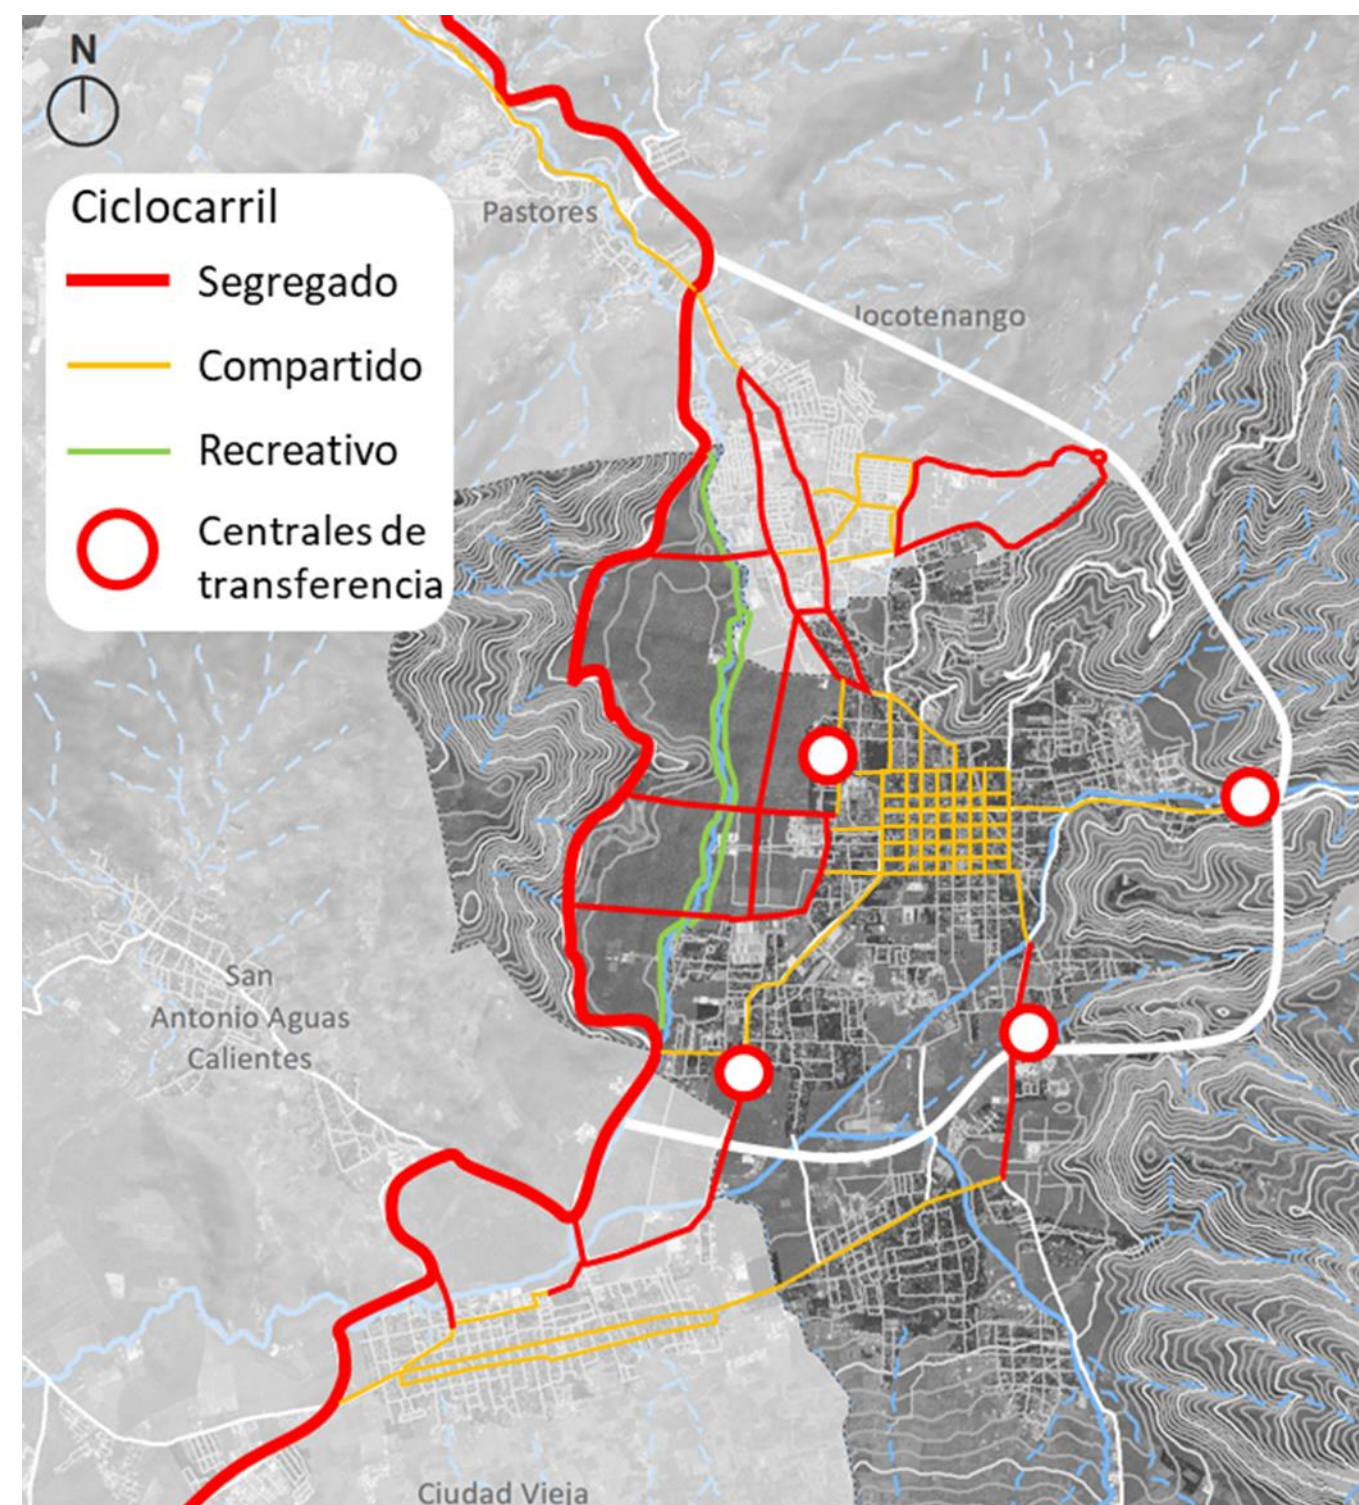 N
Ciclocarril
Segregado
Compartido
Recreativo
Centrales de
transferencia
Pastores
Jocotenango
San
Antonio Aguas
Calientes
Ciudad Vieja